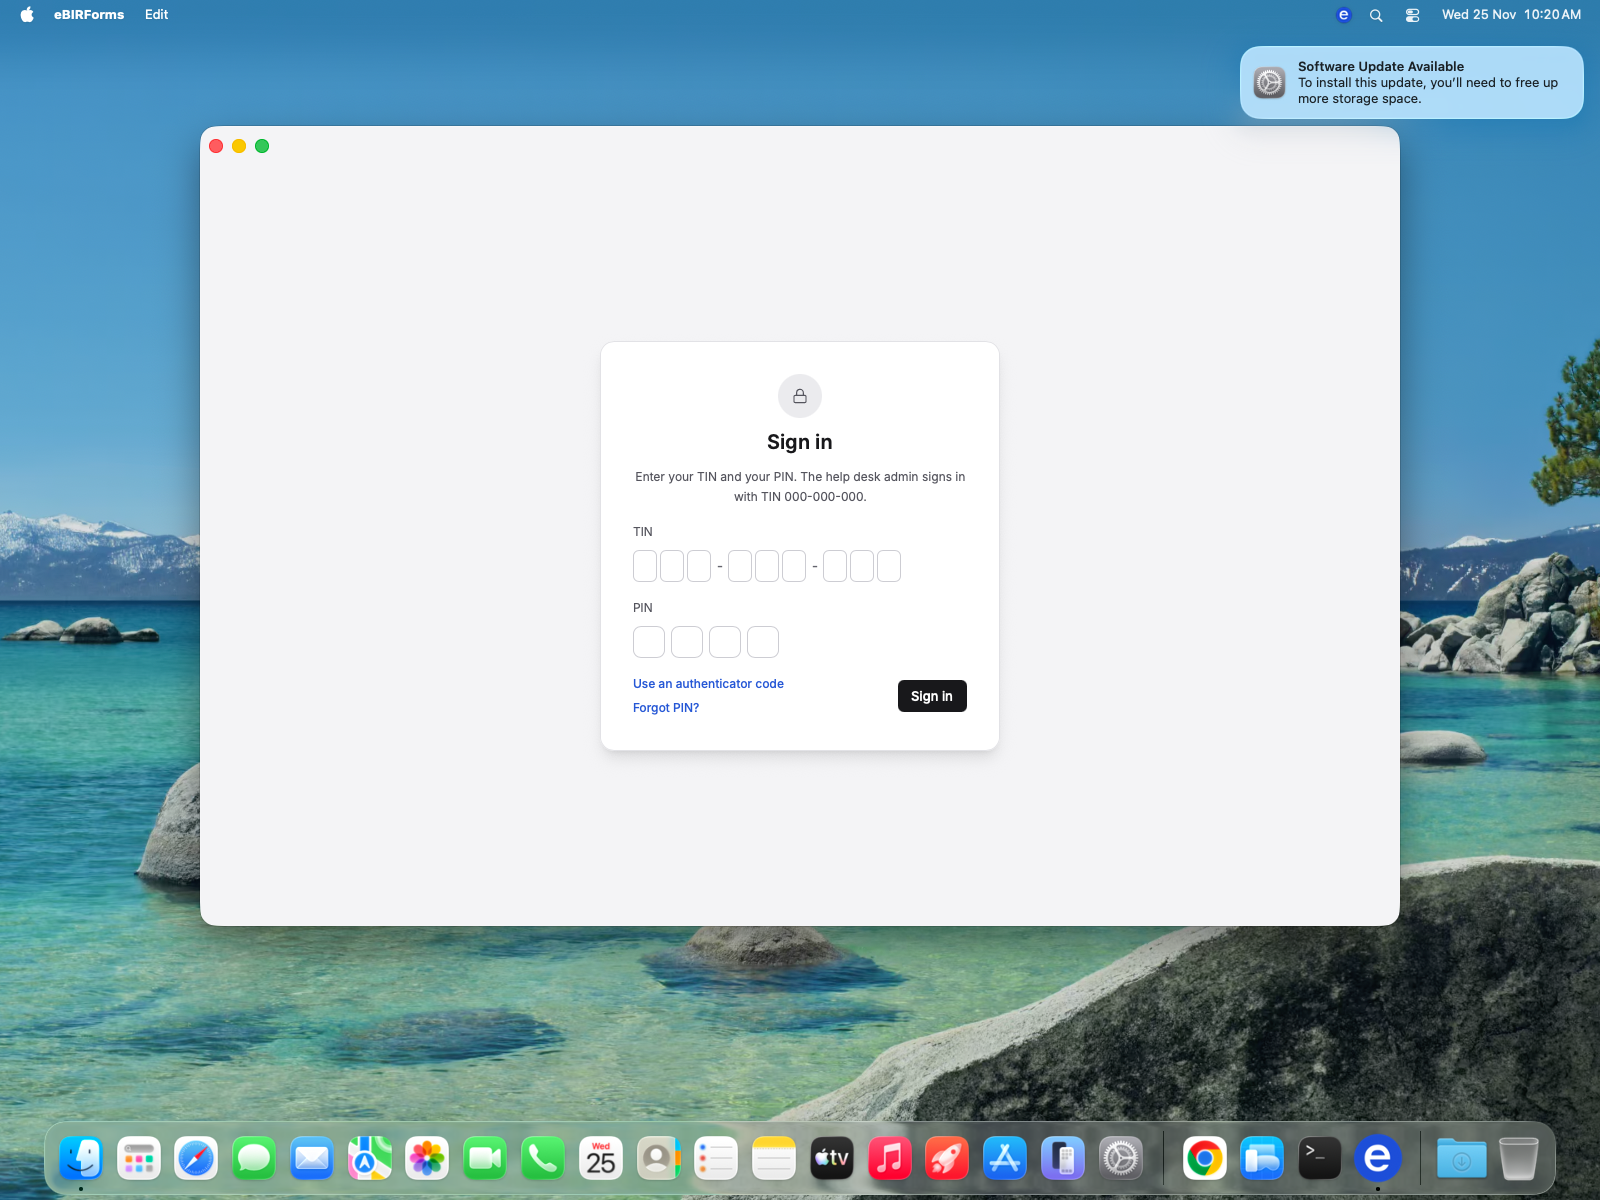 eBIRForms Edit
e
Wed 25 Nov 10:20 AM
Software Update Available
To install this update, you'll need to free up
more storage space.
Sign in
Enter your TIN and your PIN. The help desk admin signs in
with TIN 000-000-000.
TIN
- -
PIN
Use an authenticator code
Sign in
Forgot PIN?
Wed
25
tv
>_
e